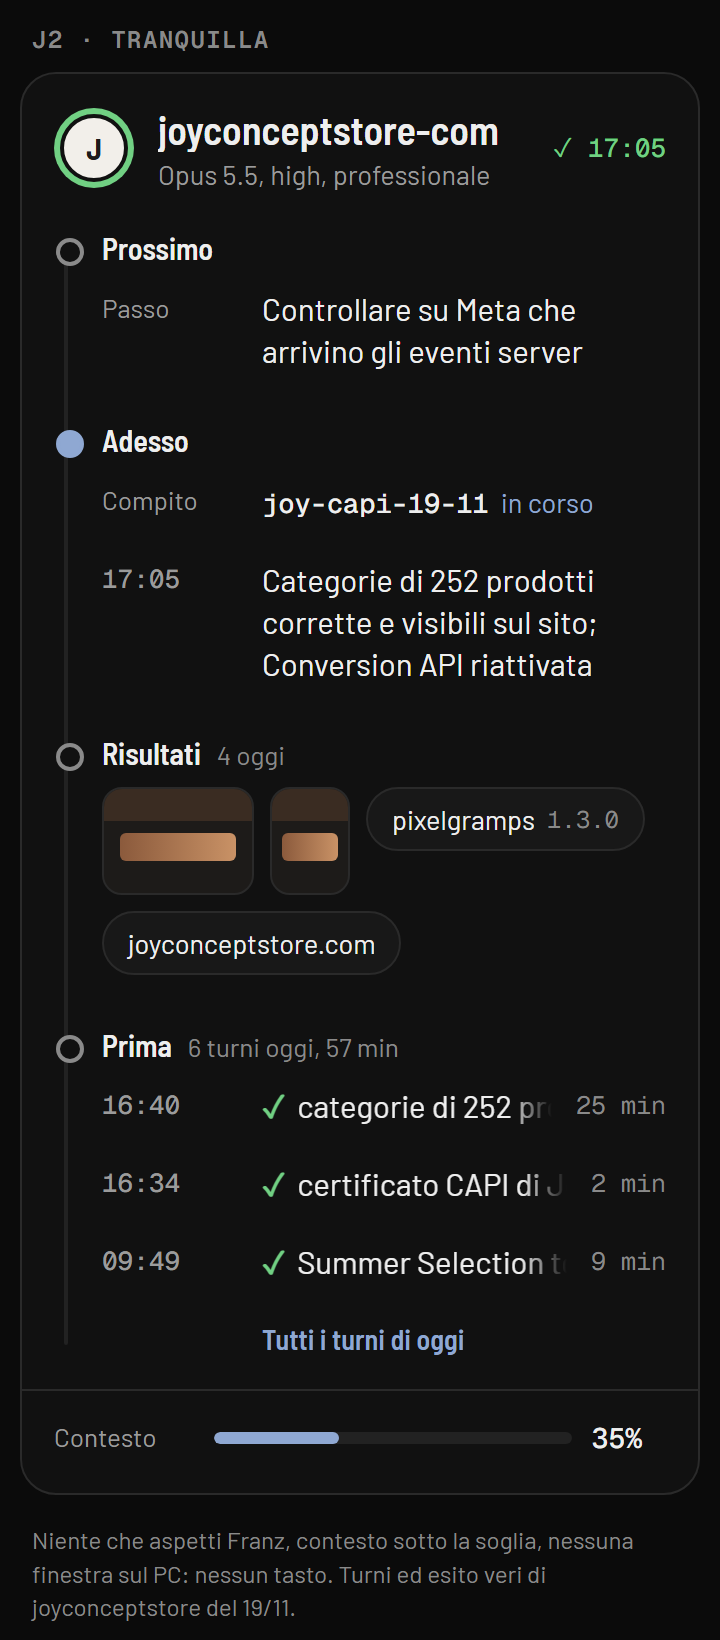 J2 · TRANQUILLA
J
joyconceptstore-com
✓ 17:05
Opus 5.5, high, professionale
Prossimo
Passo
Controllare su Meta che
arrivino gli eventi server
Adesso
Compito
joy-capi-19-11 in corso
17:05
Categorie di 252 prodotti
corrette e visibili sul sito;
Conversion API riattivata
Risultati 4 oggi
pixelgramps 1.3.0
joyconceptstore.com
Prima 6 turni oggi, 57 min
16:40 ✓ categorie di 252 25 min
16:34 ✓ certificato CAPI di J 2 min
09:49 ✓ Summer Selection 9 min
Tutti i turni di oggi
Contesto 35%
Niente che aspetti Franz, contesto sotto la soglia, nessuna
finestra sul PC: nessun tasto. Turni ed esito veri di
joyconceptstore del 19/11.